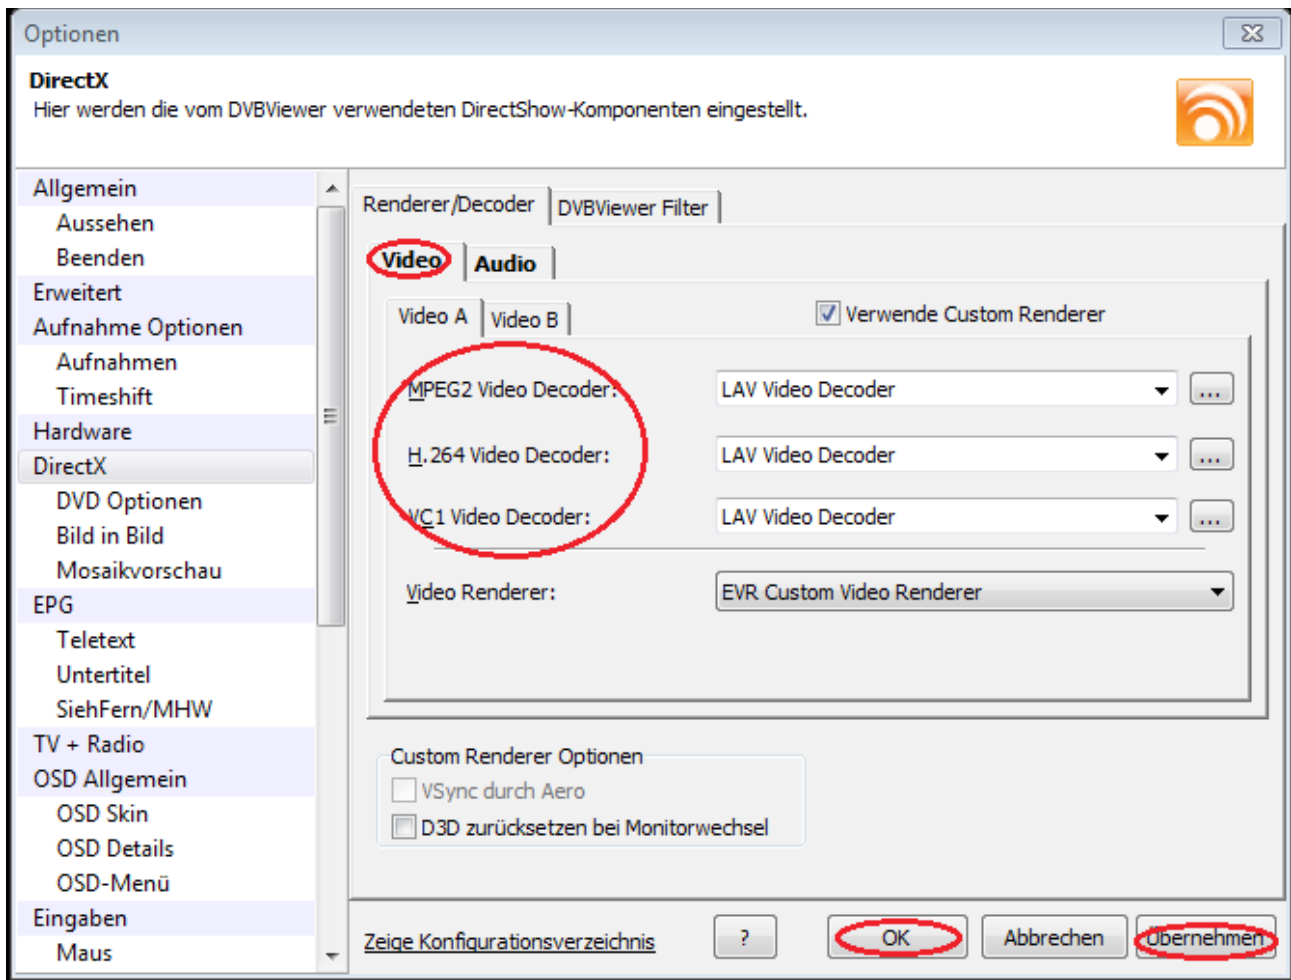 Optionen
DirectX
Hier werden die vom DVBViewer verwendeten DirectShow-Komponenten eingestellt.
Allgemein
Aussehen
Beenden
Erweitert
Aufnahme Optionen
Aufnahmen
Timeshift
Hardware
DirectX
DVD Optionen
Bild in Bild
Mosaikvorschau
EPG
Teletext
Untertitel
SiehFern/MHW
TV + Radio
OSD Allgemein
OSD Skin
OSD Details
OSD-Menü
Eingaben
Maus
Renderer/Decoder DVBViewer Filter
Video Audio
Video A Video B Verwende Custom Renderer
MPEG2 Video Decoder: LAV Video Decoder ...
H.264 Video Decoder: LAV Video Decoder ...
VC1 Video Decoder: LAV Video Decoder ...
Video Renderer: EVR Custom Video Renderer
Custom Renderer Optionen
VSync durch Aero
D3D zurücksetzen bei Monitorwechsel
Zeige Konfigurationsverzeichnis ? OK Abbrechen Übernehmen